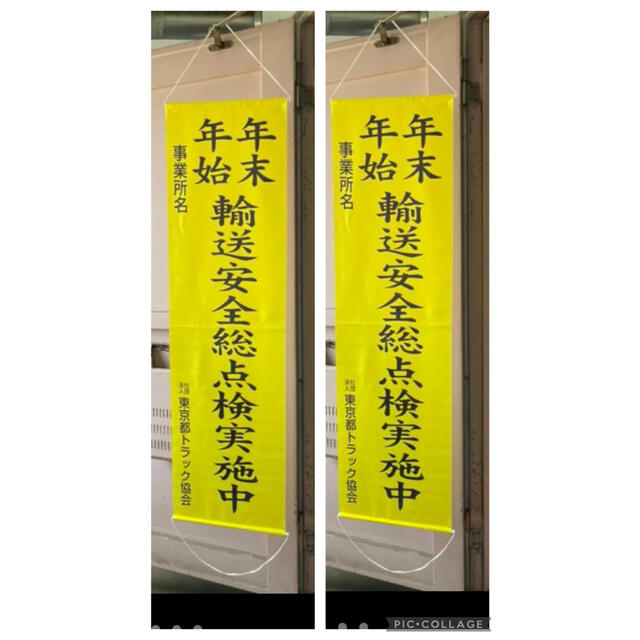 年末
年始
輸送安全総点検実施中
事業所名
社団
法人
東京都トラック協会
年末
年始
輸送安全総点検実施中
事業所名
社団
法人
東京都トラック協会
PIC•COLLAGE